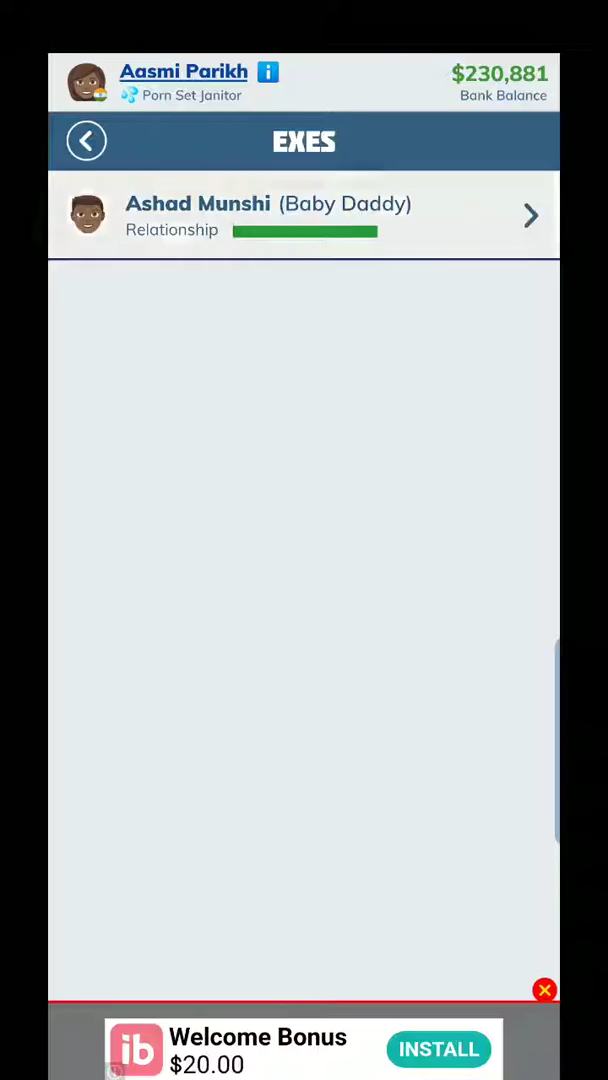 Aasmi Parikh i
$230,881
Porn Set Janitor
Bank Balance
EXES
Ashad Munshi (Baby Daddy)
Relationship
ib
Welcome Bonus
$20.00
INSTALL